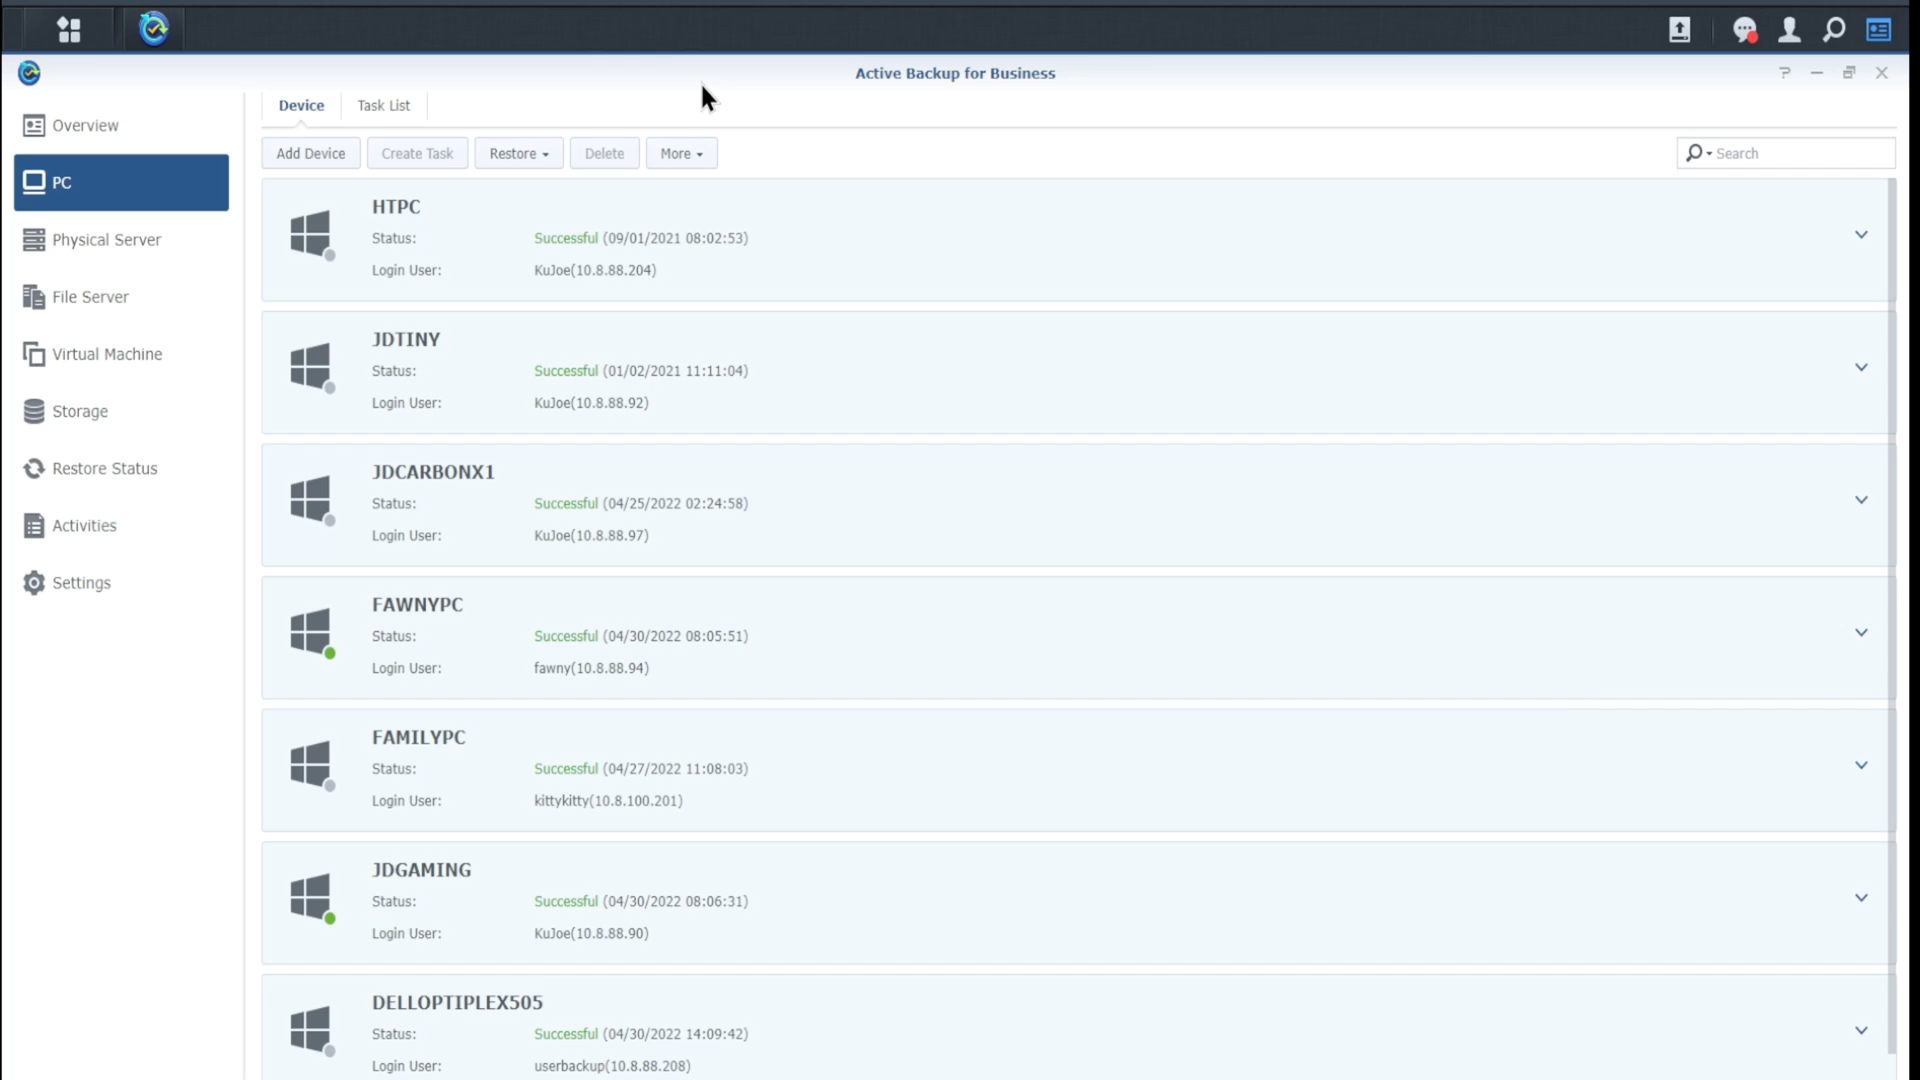 Active Backup for Business
Overview
PC
Physical Server
File Server
Virtual Machine
Storage
Restore Status
Activities
Settings
Device Task List
Add Device Create Task Restore Delete More Search
HTPC
Status: Successful (09/01/2021 08:02:53)
Login User: KuJoe(10.8.88.204)
JDTINY
Status: Successful (01/02/2021 11:11:04)
Login User: KuJoe(10.8.88.92)
JDCARBONX1
Status: Successful (04/25/2022 02:24:58)
Login User: KuJoe(10.8.88.97)
FAWNYPC
Status: Successful (04/30/2022 08:05:51)
Login User: fawny(10.8.88.94)
FAMILYPC
Status: Successful (04/27/2022 11:08:03)
Login User: kittykitty(10.8.100.201)
JDGAMING
Status: Successful (04/30/2022 08:06:31)
Login User: KuJoe(10.8.88.90)
DELLOPTIPLEX505
Status: Successful (04/30/2022 14:09:42)
Login User: userbackup(10.8.88.208)